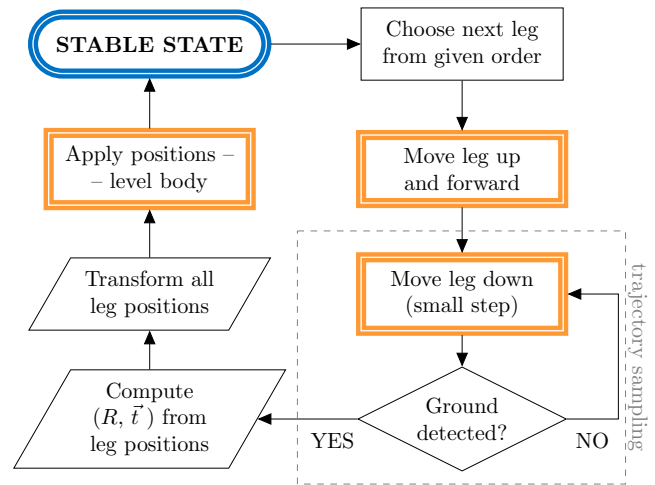 STABLE STATE
Choose next leg
from given order
Move leg up
and forward
Move leg down
(small step)
trajectory sampling
Ground
detected?
NO
YES
Compute
(R, t⃗ ) from
leg positions
Transform all
leg positions
Apply positions –
– level body